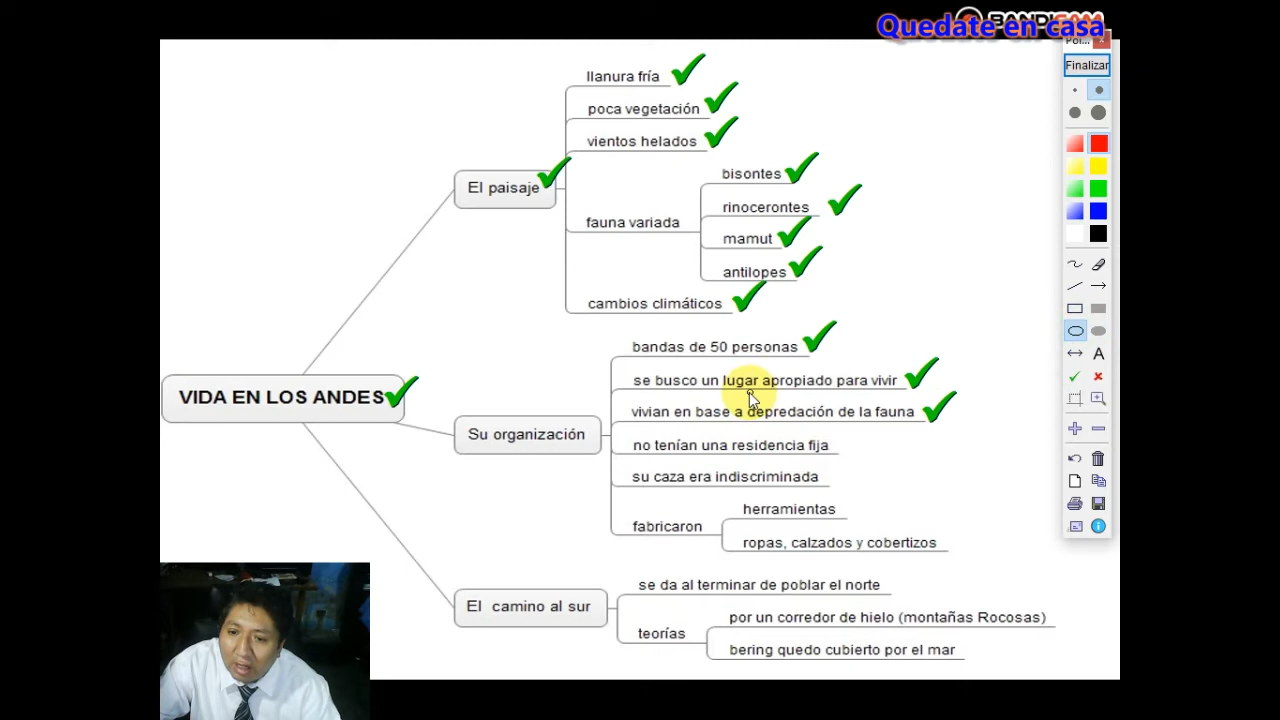 BANDICAM
Quedate en casa
Finalizar
llanura fría
poca vegetación
vientos helados
bisontes
El paisaje
rinocerontes
fauna variada
mamut
antilopes
cambios climáticos
bandas de 50 personas
se busco un lugar apropiado para vivir
VIDA EN LOS ANDES
vivian en base a depredación de la fauna
Su organización
no tenían una residencia fija
su caza era indiscriminada
herramientas
fabricaron
ropas, calzados y cobertizos
se da al terminar de poblar el norte
El camino al sur
por un corredor de hielo (montañas Rocosas)
teorías
bering quedo cubierto por el mar